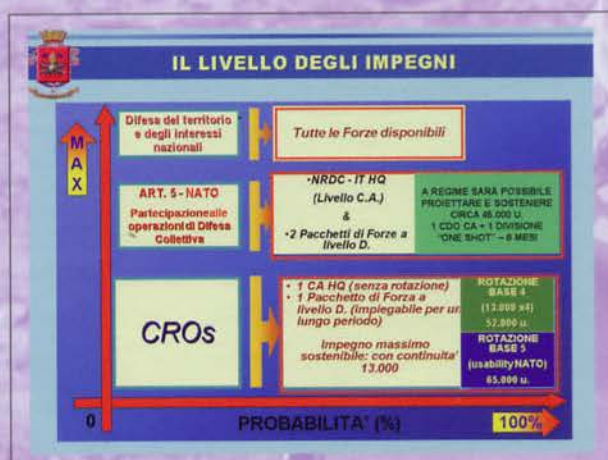 IL LIVELLO DEGLI IMPEGNI
MAX
Difesa del territorio
e degli interessi
nazionali
Tutte le Forze disponibili
ART. 5 - NATO
Partecipazione alle
operazioni di Difesa
Collettiva
•NRDC - IT HQ
(Livello C.A.)
&
•2 Pacchetti di Forze a
livello D.
A REGIME SARÀ POSSIBILE
PROIETTARE E SOSTENERE
CIRCA 46.000 U.
1 CDO CA + 1 DIVISIONE
"ONE SHOT" – 6 MESI
CROs
• 1 CA HQ (senza rotazione)
• 1 Pacchetto di Forza a
livello D. (impiegabile per un
lungo periodo)
Impegno massimo
sostenibile: con continuita'
13.000
ROTAZIONE
BASE 4
(13.000 x4)
52.000 u.
ROTAZIONE
BASE 5
(usability NATO)
65.000 u.
0
PROBABILITA' (%)
100%